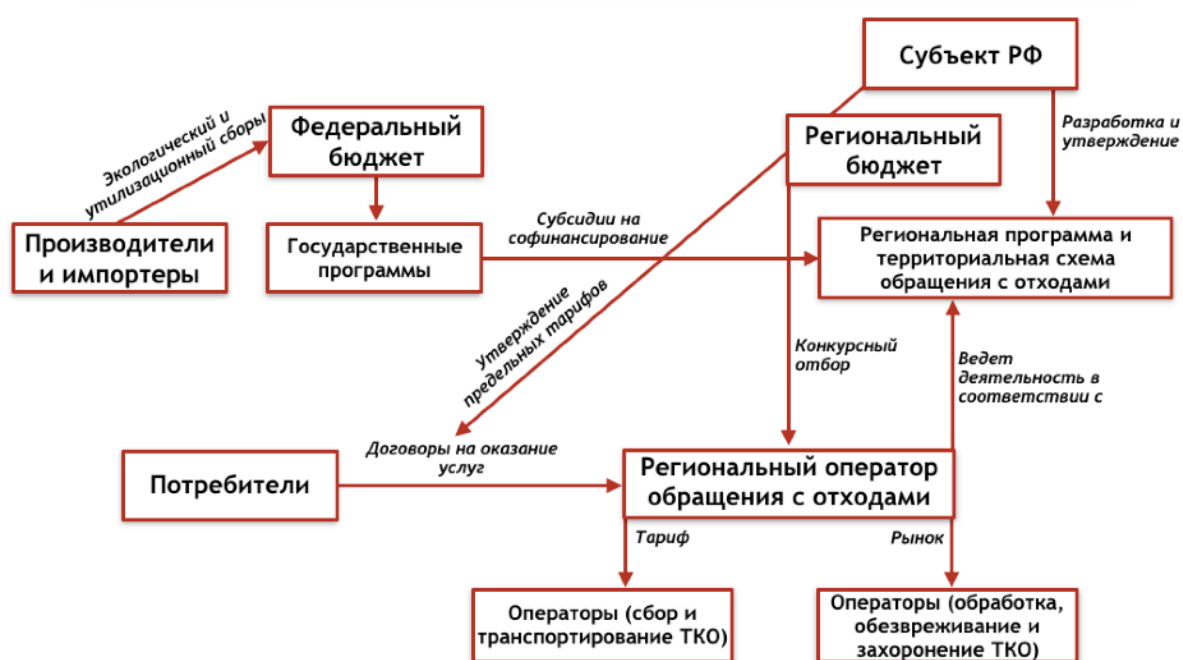 Субъект РФ
Экологический и
утилизационный сборы
Федеральный
бюджет
Региональный
бюджет
Разработка и
утверждение
Производители
и импортеры
Государственные
программы
Субсидии на
софинансирование
Региональная программа и
территориальная схема
обращения с отходами
Утверждение
предельных тарифов
Конкурсный
отбор
Ведет
деятельность в
соответствии с
Потребители
Договоры на оказание
услуг
Региональный оператор
обращения с отходами
Тариф
Рынок
Операторы (сбор и
транспортирование ТКО)
Операторы (обработка,
обезвреживание и
захоронение ТКО)